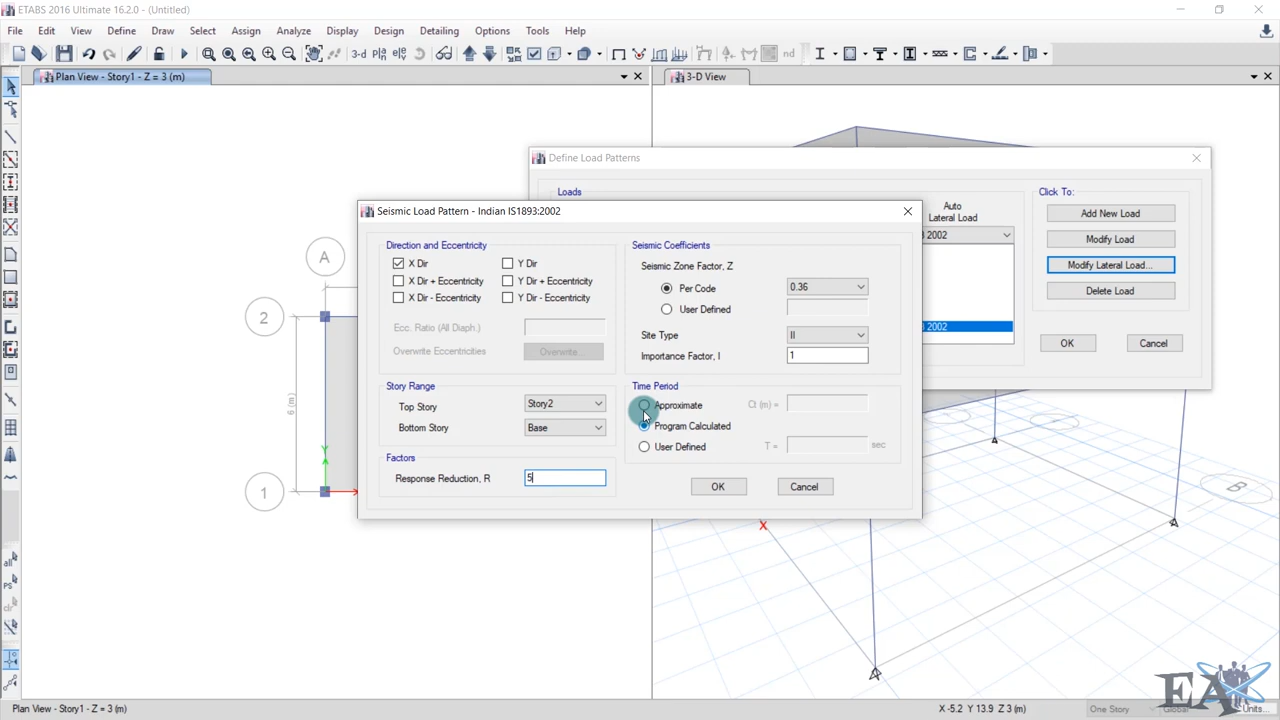 ETABS 2016 Ultimate 16.2.0 - (Untitled)
File Edit View Define Draw Select Assign Analyze Display Design Detailing Options Tools Help
3-d
nd
Plan View - Story1 - Z = 3 (m)
3-D View
Define Load Patterns
Loads
Click To:
Auto
Lateral Load
2002
Add New Load
Modify Load
Modify Lateral Load...
Delete Load
2002
OK
Cancel
Seismic Load Pattern - Indian IS1893:2002
Direction and Eccentricity
X Dir
Y Dir
X Dir + Eccentricity
Y Dir + Eccentricity
X Dir - Eccentricity
Y Dir - Eccentricity
Ecc. Ratio (All Diaph.)
Overwrite Eccentricities
Overwrite...
Story Range
Top Story
Story2
Bottom Story
Base
Factors
Response Reduction, R
5
Seismic Coefficients
Seismic Zone Factor, Z
Per Code
0.36
User Defined
Site Type
II
Importance Factor, I
1
Time Period
Approximate
Ct (m) =
Program Calculated
User Defined
T =
sec
OK
Cancel
A
2
6 (m)
Y
1
X
B
all
PS
clr
EA
Plan View - Story1 - Z = 3 (m)
X -5.2 Y 13.9 Z 3 (m)
One Story
Global
Units...